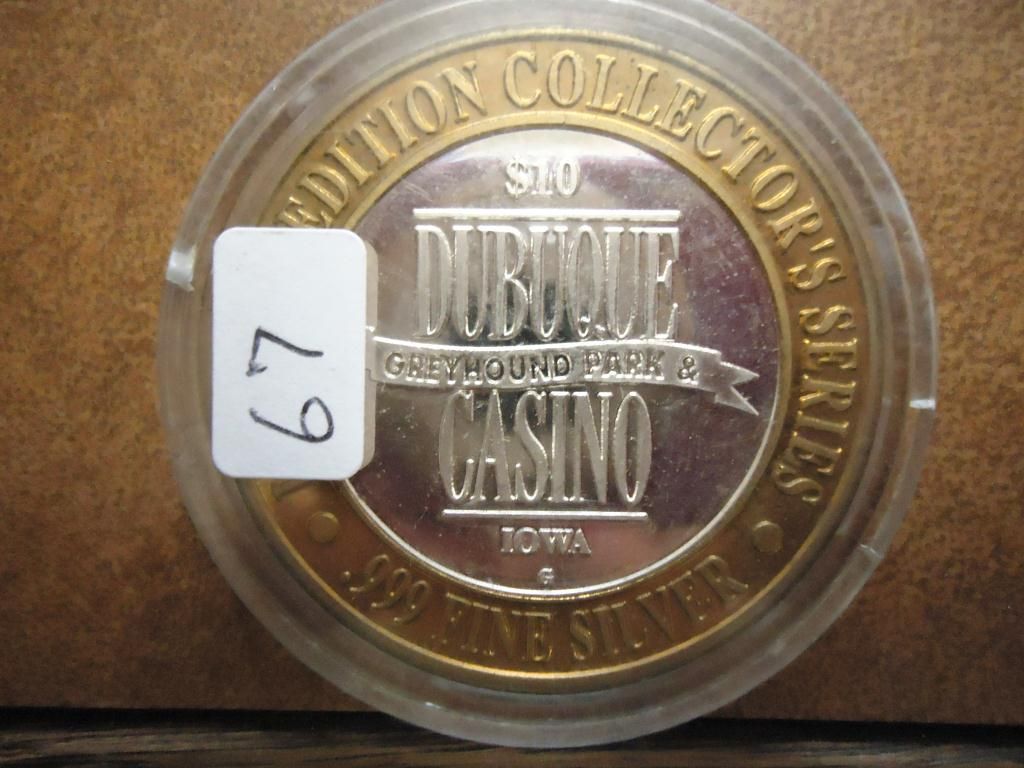 EDITION COLLECTOR'S SERIES
$10
DUBUQUE
GREYHOUND PARK &
CASINO
IOWA
G
.999 FINE SILVER
67